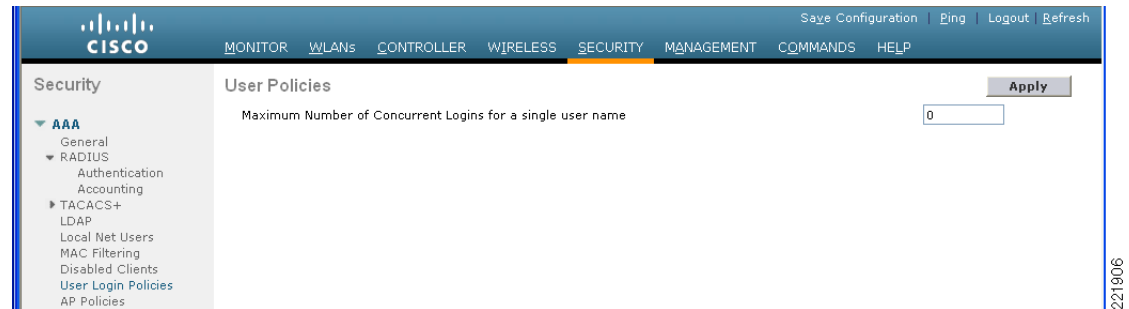 Save Configuration | Ping | Logout | Refresh
CISCO
MONITOR WLANs CONTROLLER WIRELESS SECURITY MANAGEMENT COMMANDS HELP
Security
AAA
General
RADIUS
Authentication
Accounting
TACACS+
LDAP
Local Net Users
MAC Filtering
Disabled Clients
User Login Policies
AP Policies
User Policies
Apply
Maximum Number of Concurrent Logins for a single user name 0
221906